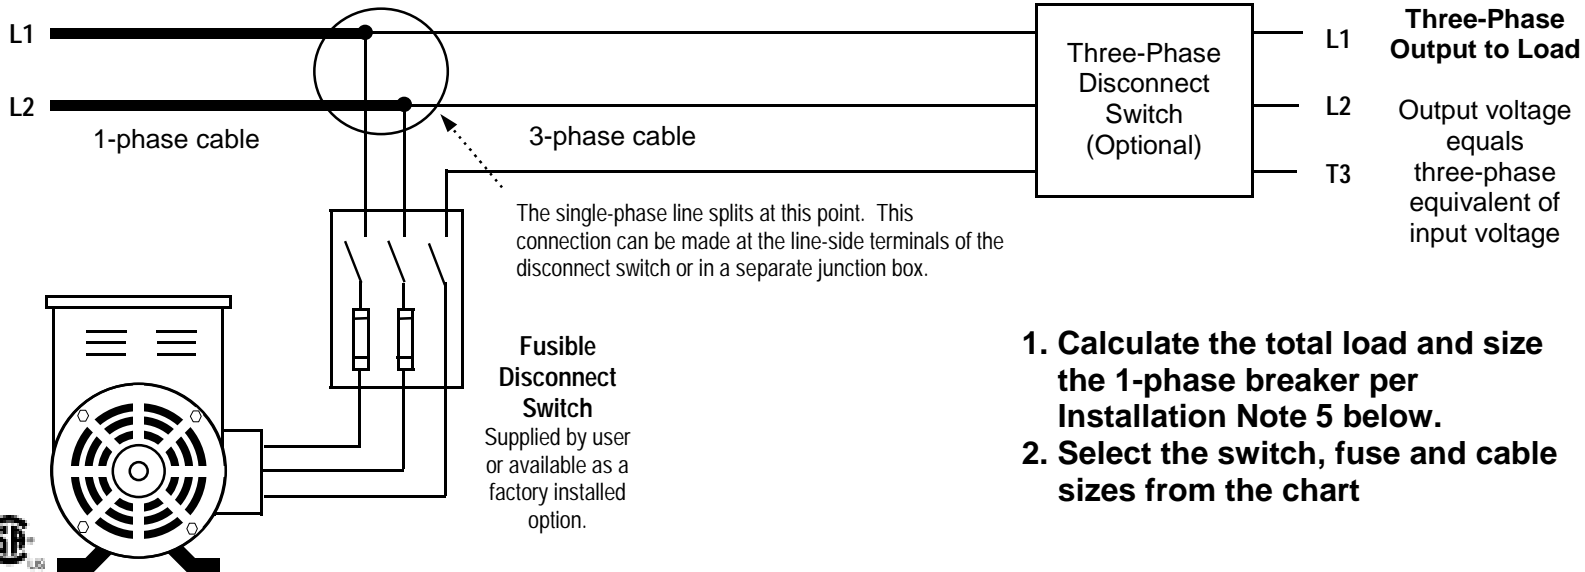 L1
L2
1-phase cable
3-phase cable
Three-Phase
Disconnect
Switch
(Optional)
L1
L2
T3
Three-Phase
Output to Load
Output voltage
equals
three-phase
equivalent of
input voltage
The single-phase line splits at this point. This
connection can be made at the line-side terminals of the
disconnect switch or in a separate junction box.
Fusible
Disconnect
Switch
Supplied by user
or available as a
factory installed
option.
1. Calculate the total load and size
the 1-phase breaker per
Installation Note 5 below.
2. Select the switch, fuse and cable
sizes from the chart
US